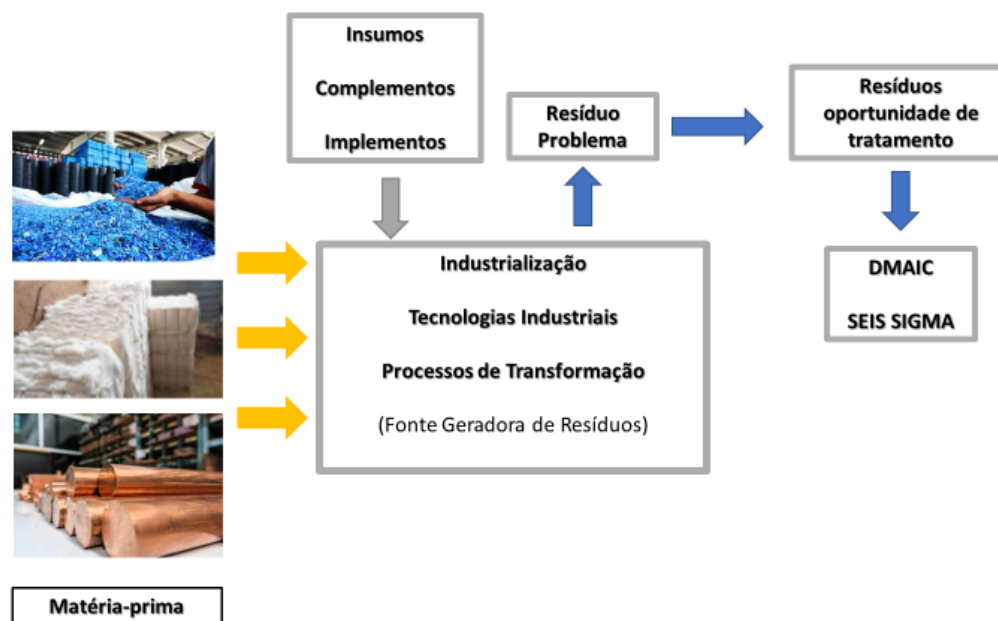 Insumos
Complementos
Implementos
Resíduo
Problema
Resíduos
oportunidade de
tratamento
Industrialização
Tecnologias Industriais
Processos de Transformação
(Fonte Geradora de Resíduos)
DMAIC
SEIS SIGMA
Matéria-prima